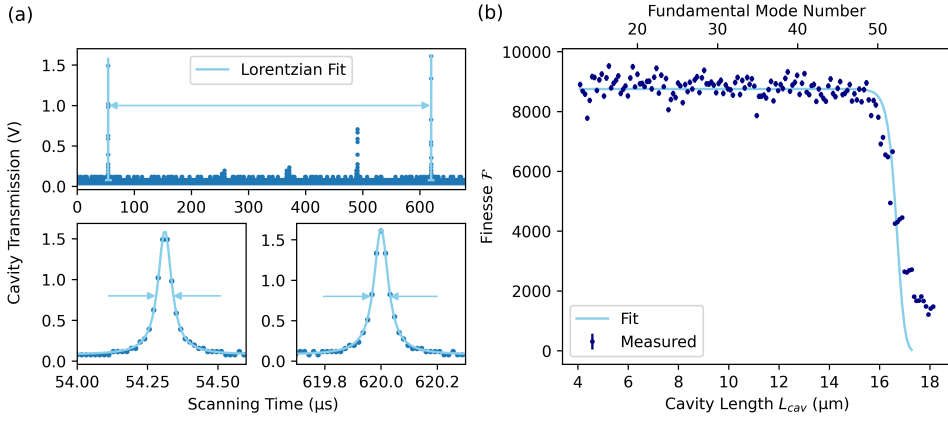 (a)
Cavity Transmission (V)
Lorentzian Fit
1.5
1.0
0.5
0.0
0 100 200 300 400 500 600
1.5
1.0
0.5
0.0
54.00 54.25 54.50
1.5
1.0
0.5
0.0
619.8 620.0 620.2
Scanning Time (μs)
(b)
Fundamental Mode Number
20 30 40 50
Finesse ℱ
10000
8000
6000
4000
2000
0
Fit
Measured
4 6 8 10 12 14 16 18
Cavity Length L_cav (μm)